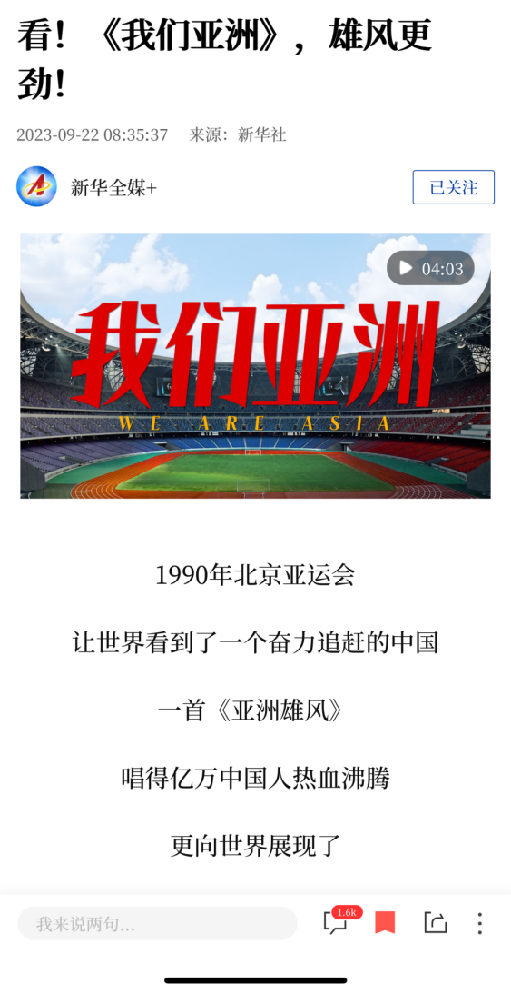 看！《我们亚洲》，雄风更
劲！
2023-09-22 08:35:37 来源：新华社
新华全媒+
已关注
04:03
我们亚洲
WE ARE ASIA
1990年北京亚运会
让世界看到了一个奋力追赶的中国
一首《亚洲雄风》
唱得亿万中国人热血沸腾
更向世界展现了
我来说两句...
1.6k